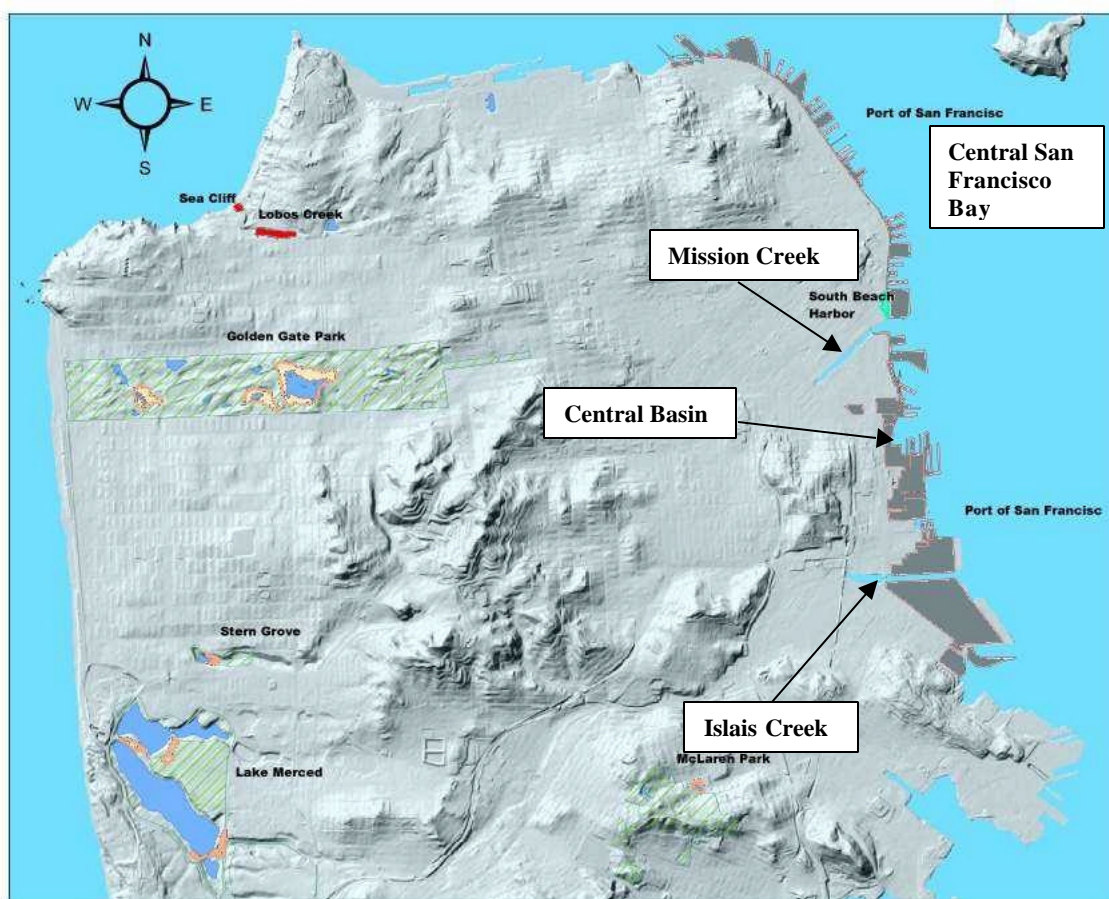 N
W
E
S
Port of San Francisc
Central San
Francisco
Bay
Sea Cliff
Lobos Creek
Mission Creek
South Beach
Harbor
Golden Gate Park
Central Basin
Port of San Francisc
Stern Grove
Islais Creek
McLaren Park
Lake Merced